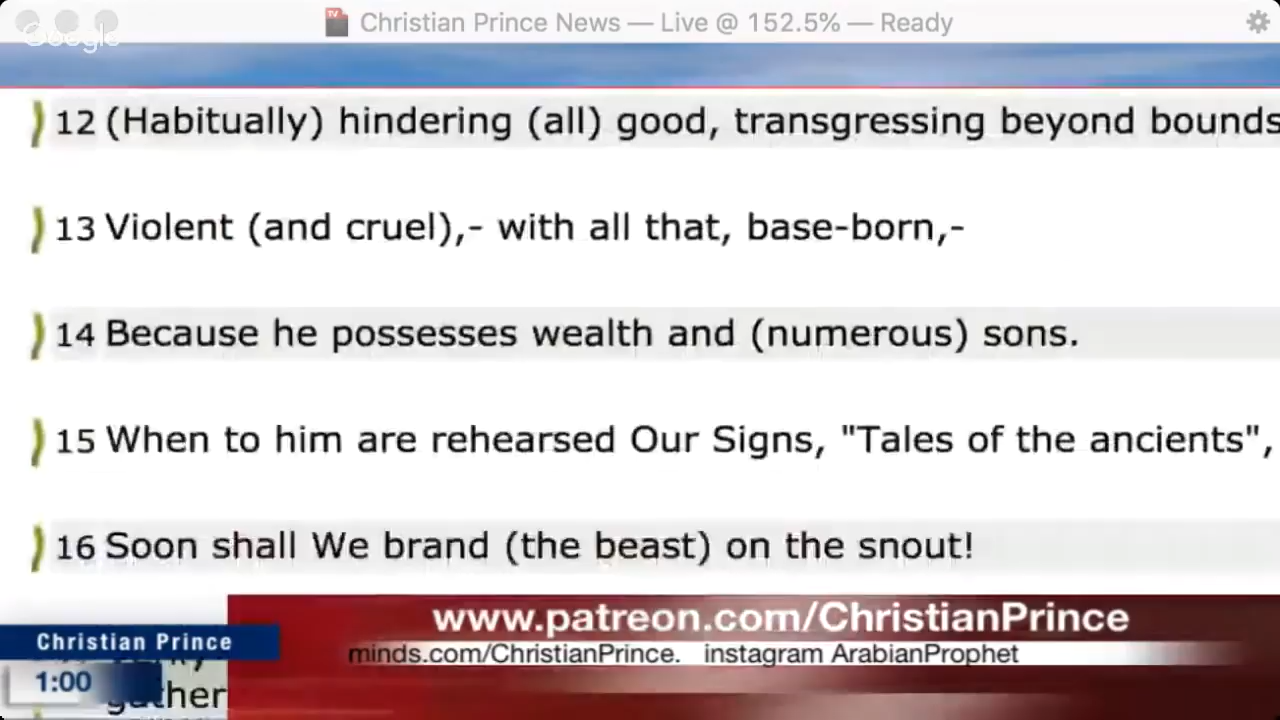 Christian Prince News — Live @ 152.5% — Ready
Google
12 (Habitually) hindering (all) good, transgressing beyond bounds
13 Violent (and cruel),- with all that, base-born,-
14 Because he possesses wealth and (numerous) sons.
15 When to him are rehearsed Our Signs, "Tales of the ancients",
16 Soon shall We brand (the beast) on the snout!
www.patreon.com/ChristianPrince
Christian Prince
minds.com/ChristianPrince. instagram ArabianProphet
1:00
gather